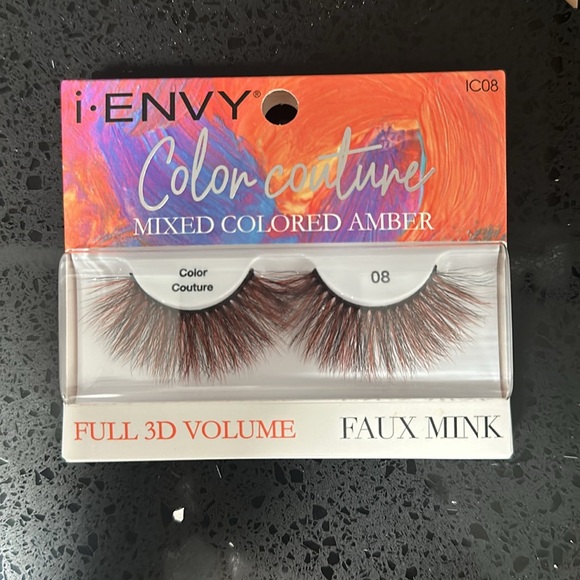 i·ENVY®
IC08
Color couture
MIXED COLORED AMBER
Color
Couture
08
FULL 3D VOLUME
FAUX MINK